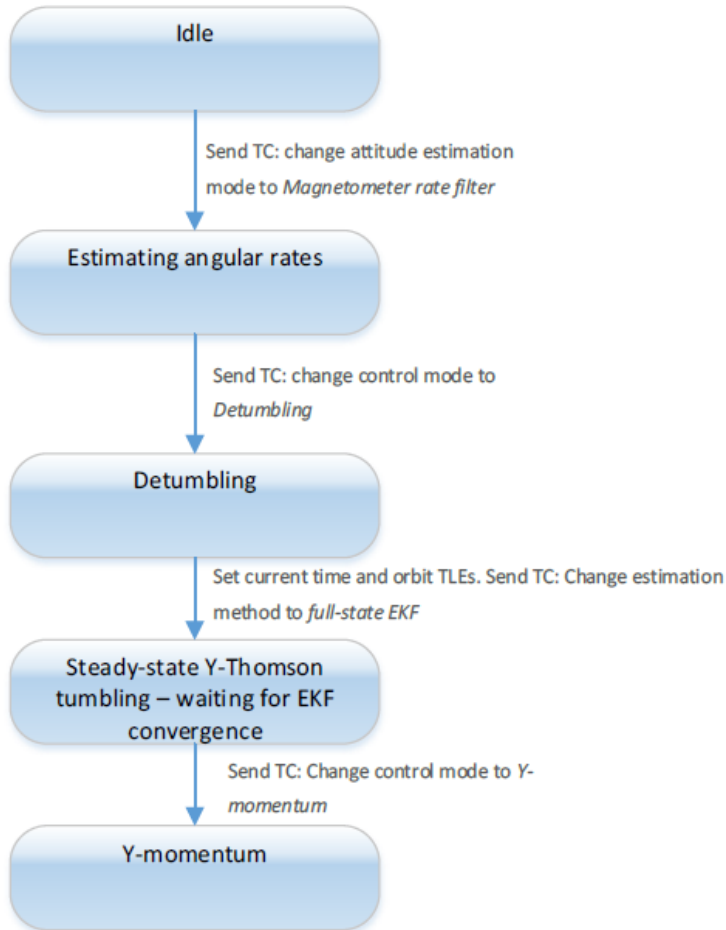 Idle
Send TC: change attitude estimation
mode to Magnetometer rate filter
Estimating angular rates
Send TC: change control mode to
Detumbling
Detumbling
Set current time and orbit TLEs. Send TC: Change estimation
method to full-state EKF
Steady-state Y-Thomson
tumbling – waiting for EKF
convergence
Send TC: Change control mode to Y-
momentum
Y-momentum